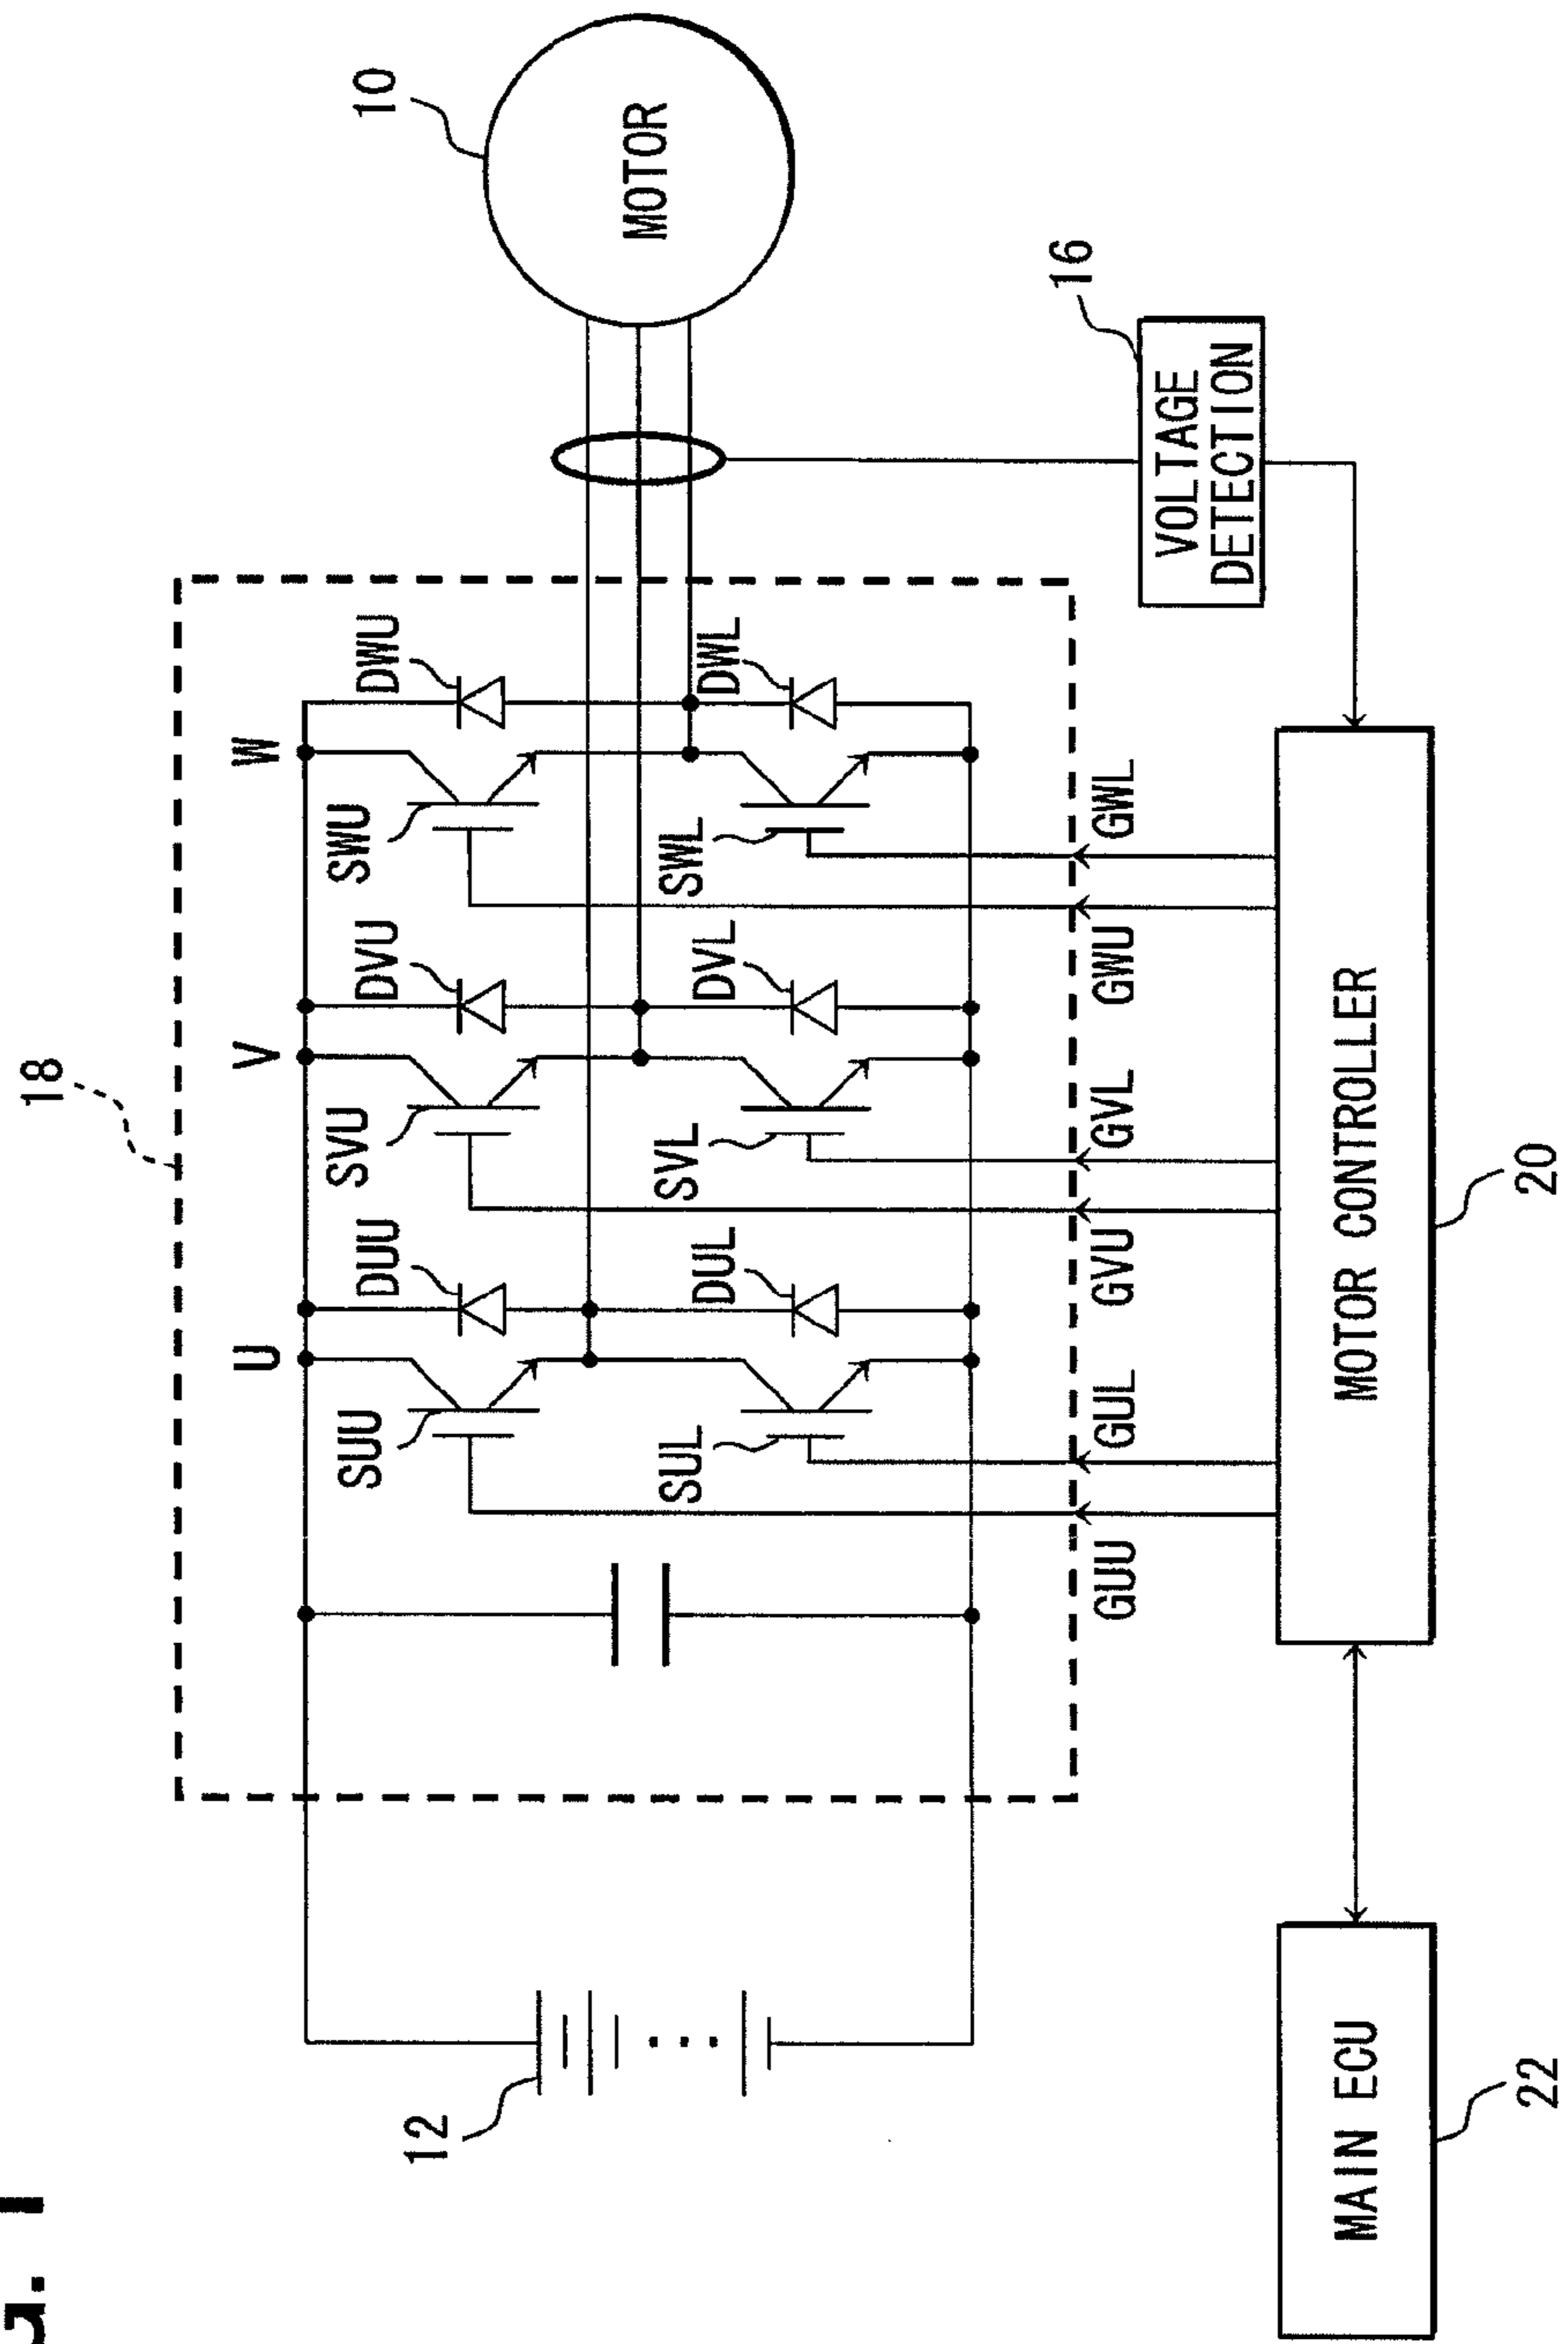 G. 1
18
10
U
V
W
DUU
DVU
DWU
SUU
SVU
SWU
MOTOR
12
DUL
DVL
DWL
SUL
SVL
SWL
GUU
GUL
GVU
GVL
GWU
GWL
16
VOLTAGE
DETECTION
MAIN ECU
MOTOR CONTROLLER
22
20